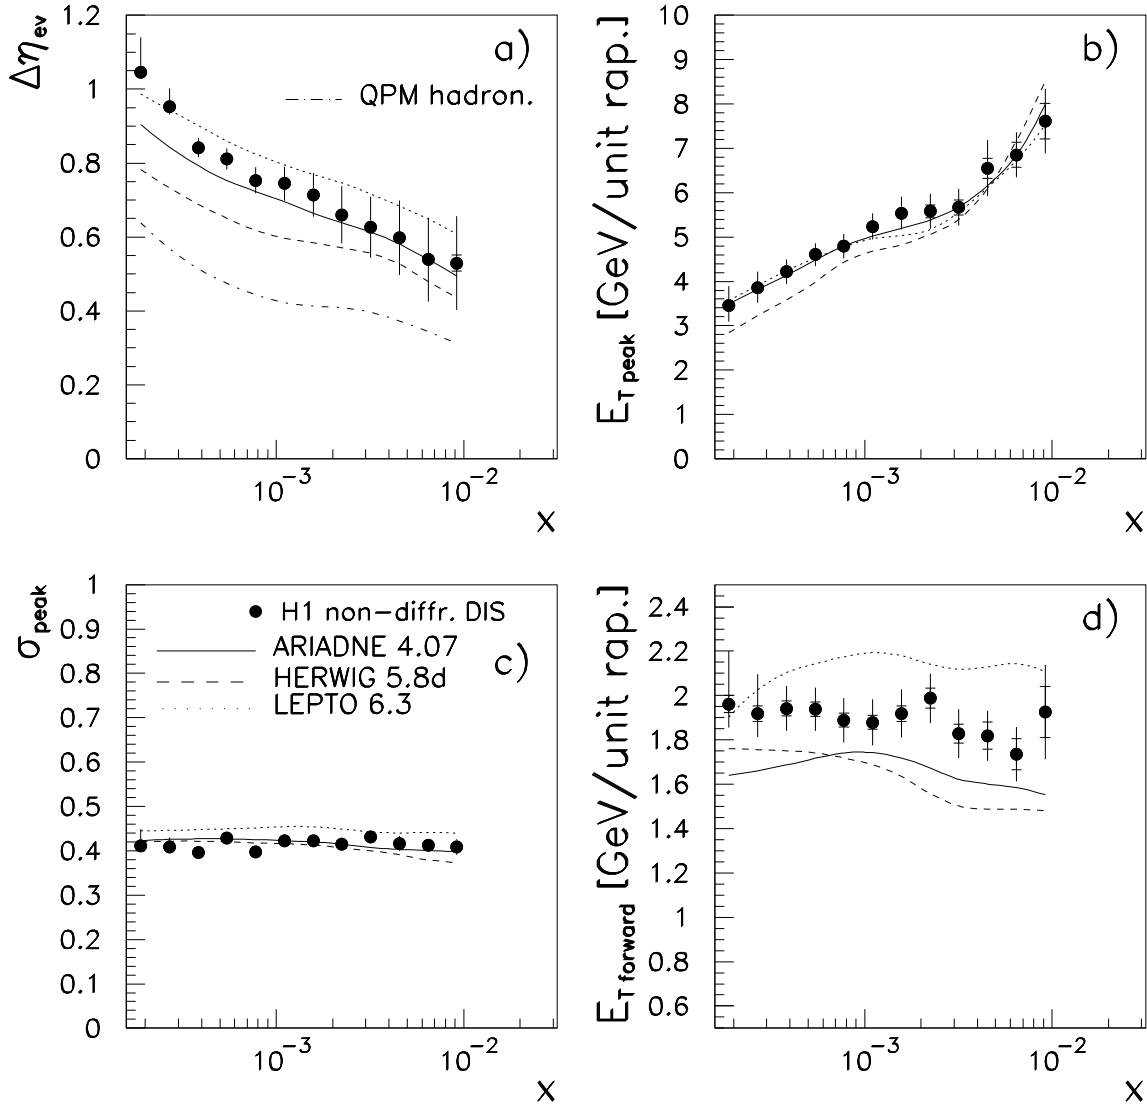 Δη_ev
1.2
1
0.8
0.6
0.4
0.2
0
a)
QPM hadron.
10^-3
10^-2
x
E_T peak [GeV/unit rap.]
10
9
8
7
6
5
4
3
2
1
0
b)
10^-3
10^-2
x
σ_peak
1
0.9
0.8
0.7
0.6
0.5
0.4
0.3
0.2
0.1
0
H1 non-diffr. DIS
ARIADNE 4.07
HERWIG 5.8d
LEPTO 6.3
c)
10^-3
10^-2
x
E_T forward [GeV/unit rap.]
2.4
2.2
2
1.8
1.6
1.4
1.2
1
0.8
0.6
d)
10^-3
10^-2
x